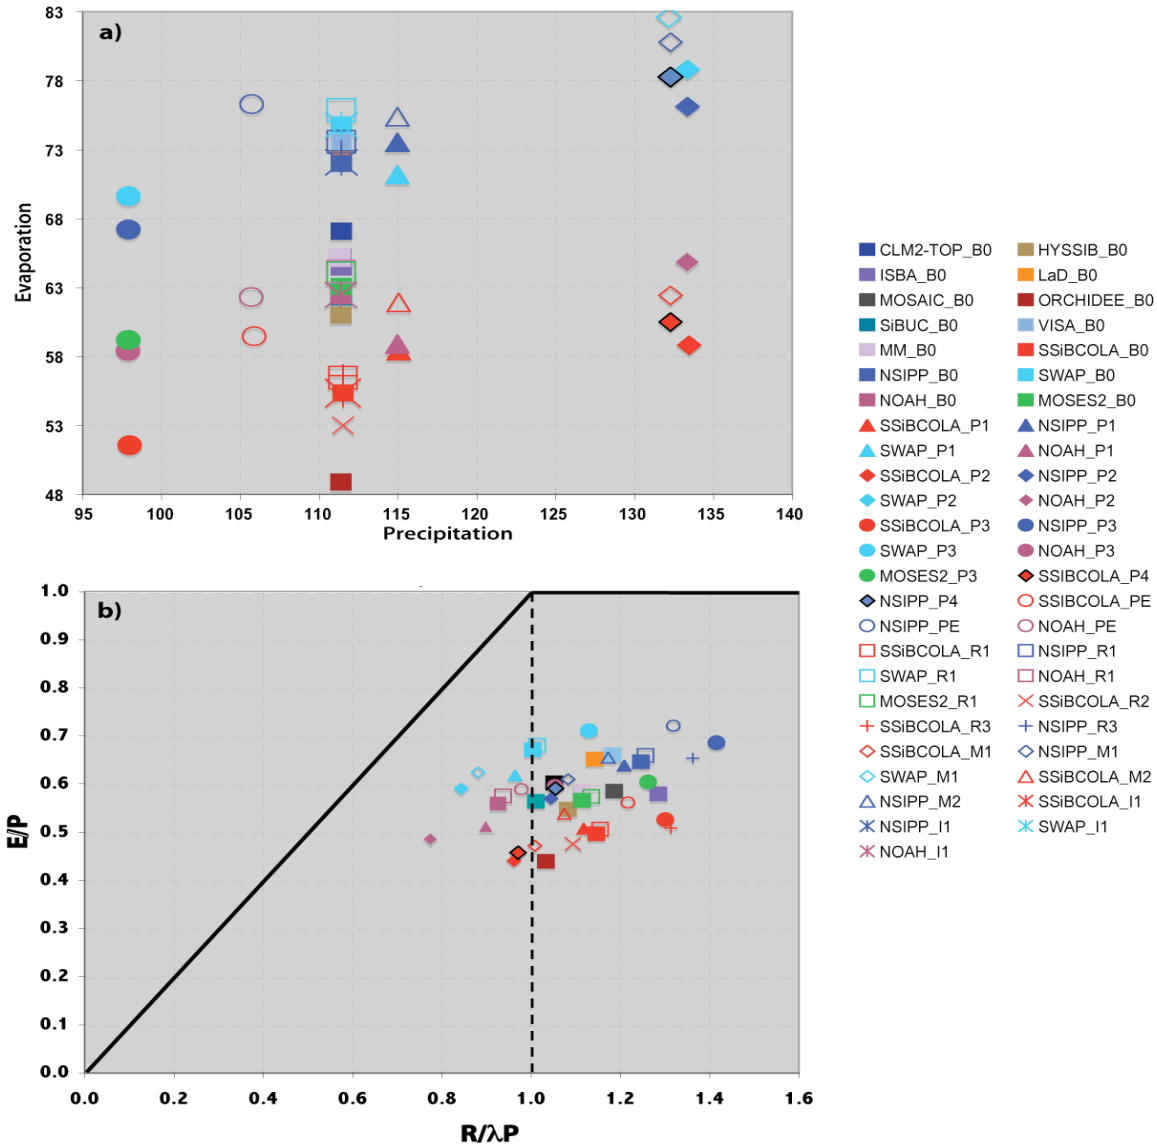 83
a)
78
73
68
63
58
53
48
Evaporation
95 100 105 110 115 120 125 130 135 140
Precipitation
CLM2-TOP_B0 HYSSIB_B0
ISBA_B0 LaD_B0
MOSAIC_B0 ORCHIDEE_B0
SiBUC_B0 VISA_B0
MM_B0 SSiBCOLA_B0
NSIPP_B0 SWAP_B0
NOAH_B0 MOSES2_B0
SSiBCOLA_P1 NSIPP_P1
SWAP_P1 NOAH_P1
SSiBCOLA_P2 NSIPP_P2
SWAP_P2 NOAH_P2
SSiBCOLA_P3 NSIPP_P3
SWAP_P3 NOAH_P3
MOSES2_P3 SSIBCOLA_P4
NSIPP_P4 SSIBCOLA_PE
NSIPP_PE NOAH_PE
SSiBCOLA_R1 NSIPP_R1
SWAP_R1 NOAH_R1
MOSES2_R1 SSiBCOLA_R2
SSiBCOLA_R3 NSIPP_R3
SSiBCOLA_M1 NSIPP_M1
SWAP_M1 SSiBCOLA_M2
NSIPP_M2 SSiBCOLA_I1
NSIPP_I1 SWAP_I1
NOAH_I1
1.0
b)
0.9
0.8
0.7
0.6
0.5
0.4
0.3
0.2
0.1
0.0
E/P
0.0 0.2 0.4 0.6 0.8 1.0 1.2 1.4 1.6
R/λP